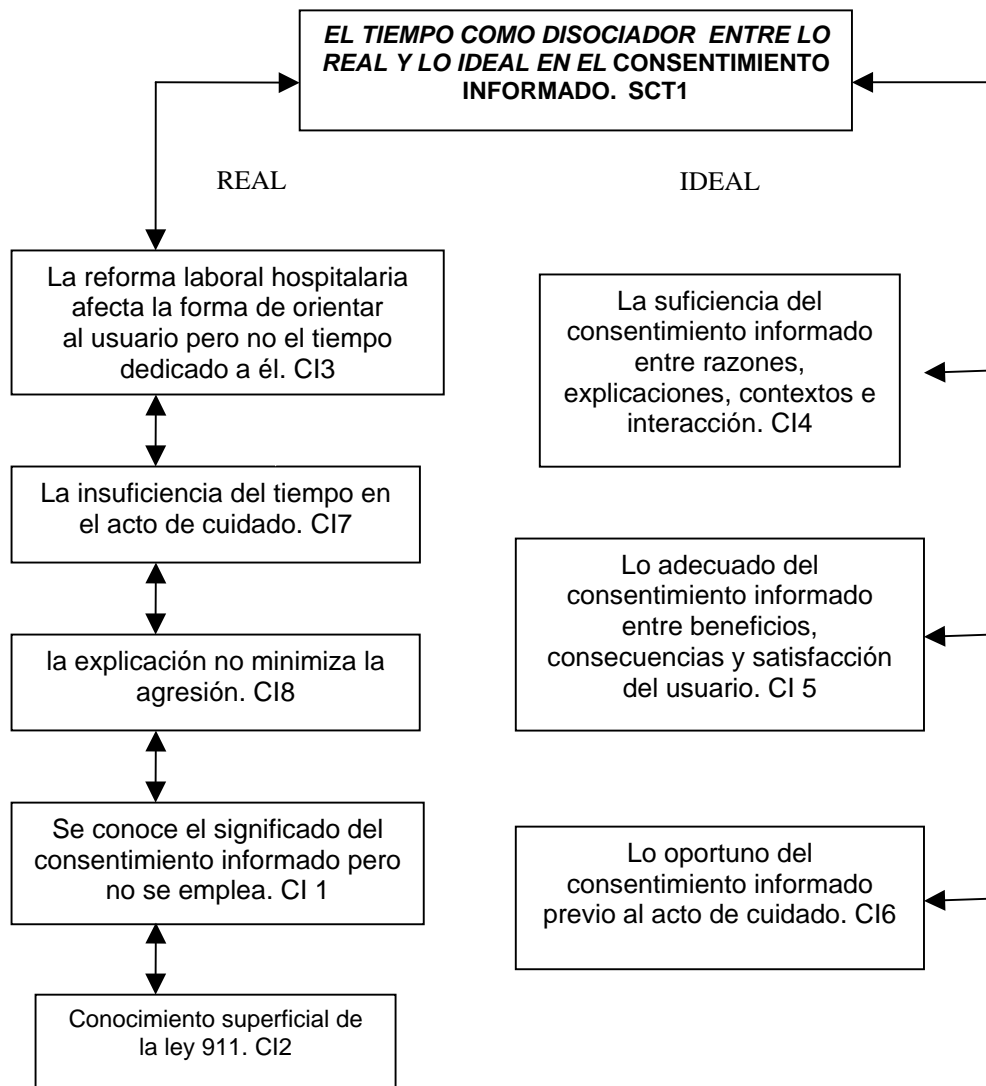 EL TIEMPO COMO DISOCIADOR ENTRE LO
REAL Y LO IDEAL EN EL CONSENTIMIENTO
INFORMADO. SCT1
REAL
IDEAL
La reforma laboral hospitalaria
afecta la forma de orientar
al usuario pero no el tiempo
dedicado a él. CI3
La suficiencia del
consentimiento informado
entre razones,
explicaciones, contextos e
interacción. CI4
La insuficiencia del tiempo en
el acto de cuidado. CI7
Lo adecuado del
consentimiento informado
entre beneficios,
consecuencias y satisfacción
del usuario. CI 5
la explicación no minimiza la
agresión. CI8
Se conoce el significado del
consentimiento informado pero
no se emplea. CI 1
Lo oportuno del
consentimiento informado
previo al acto de cuidado. CI6
Conocimiento superficial de
la ley 911. CI2